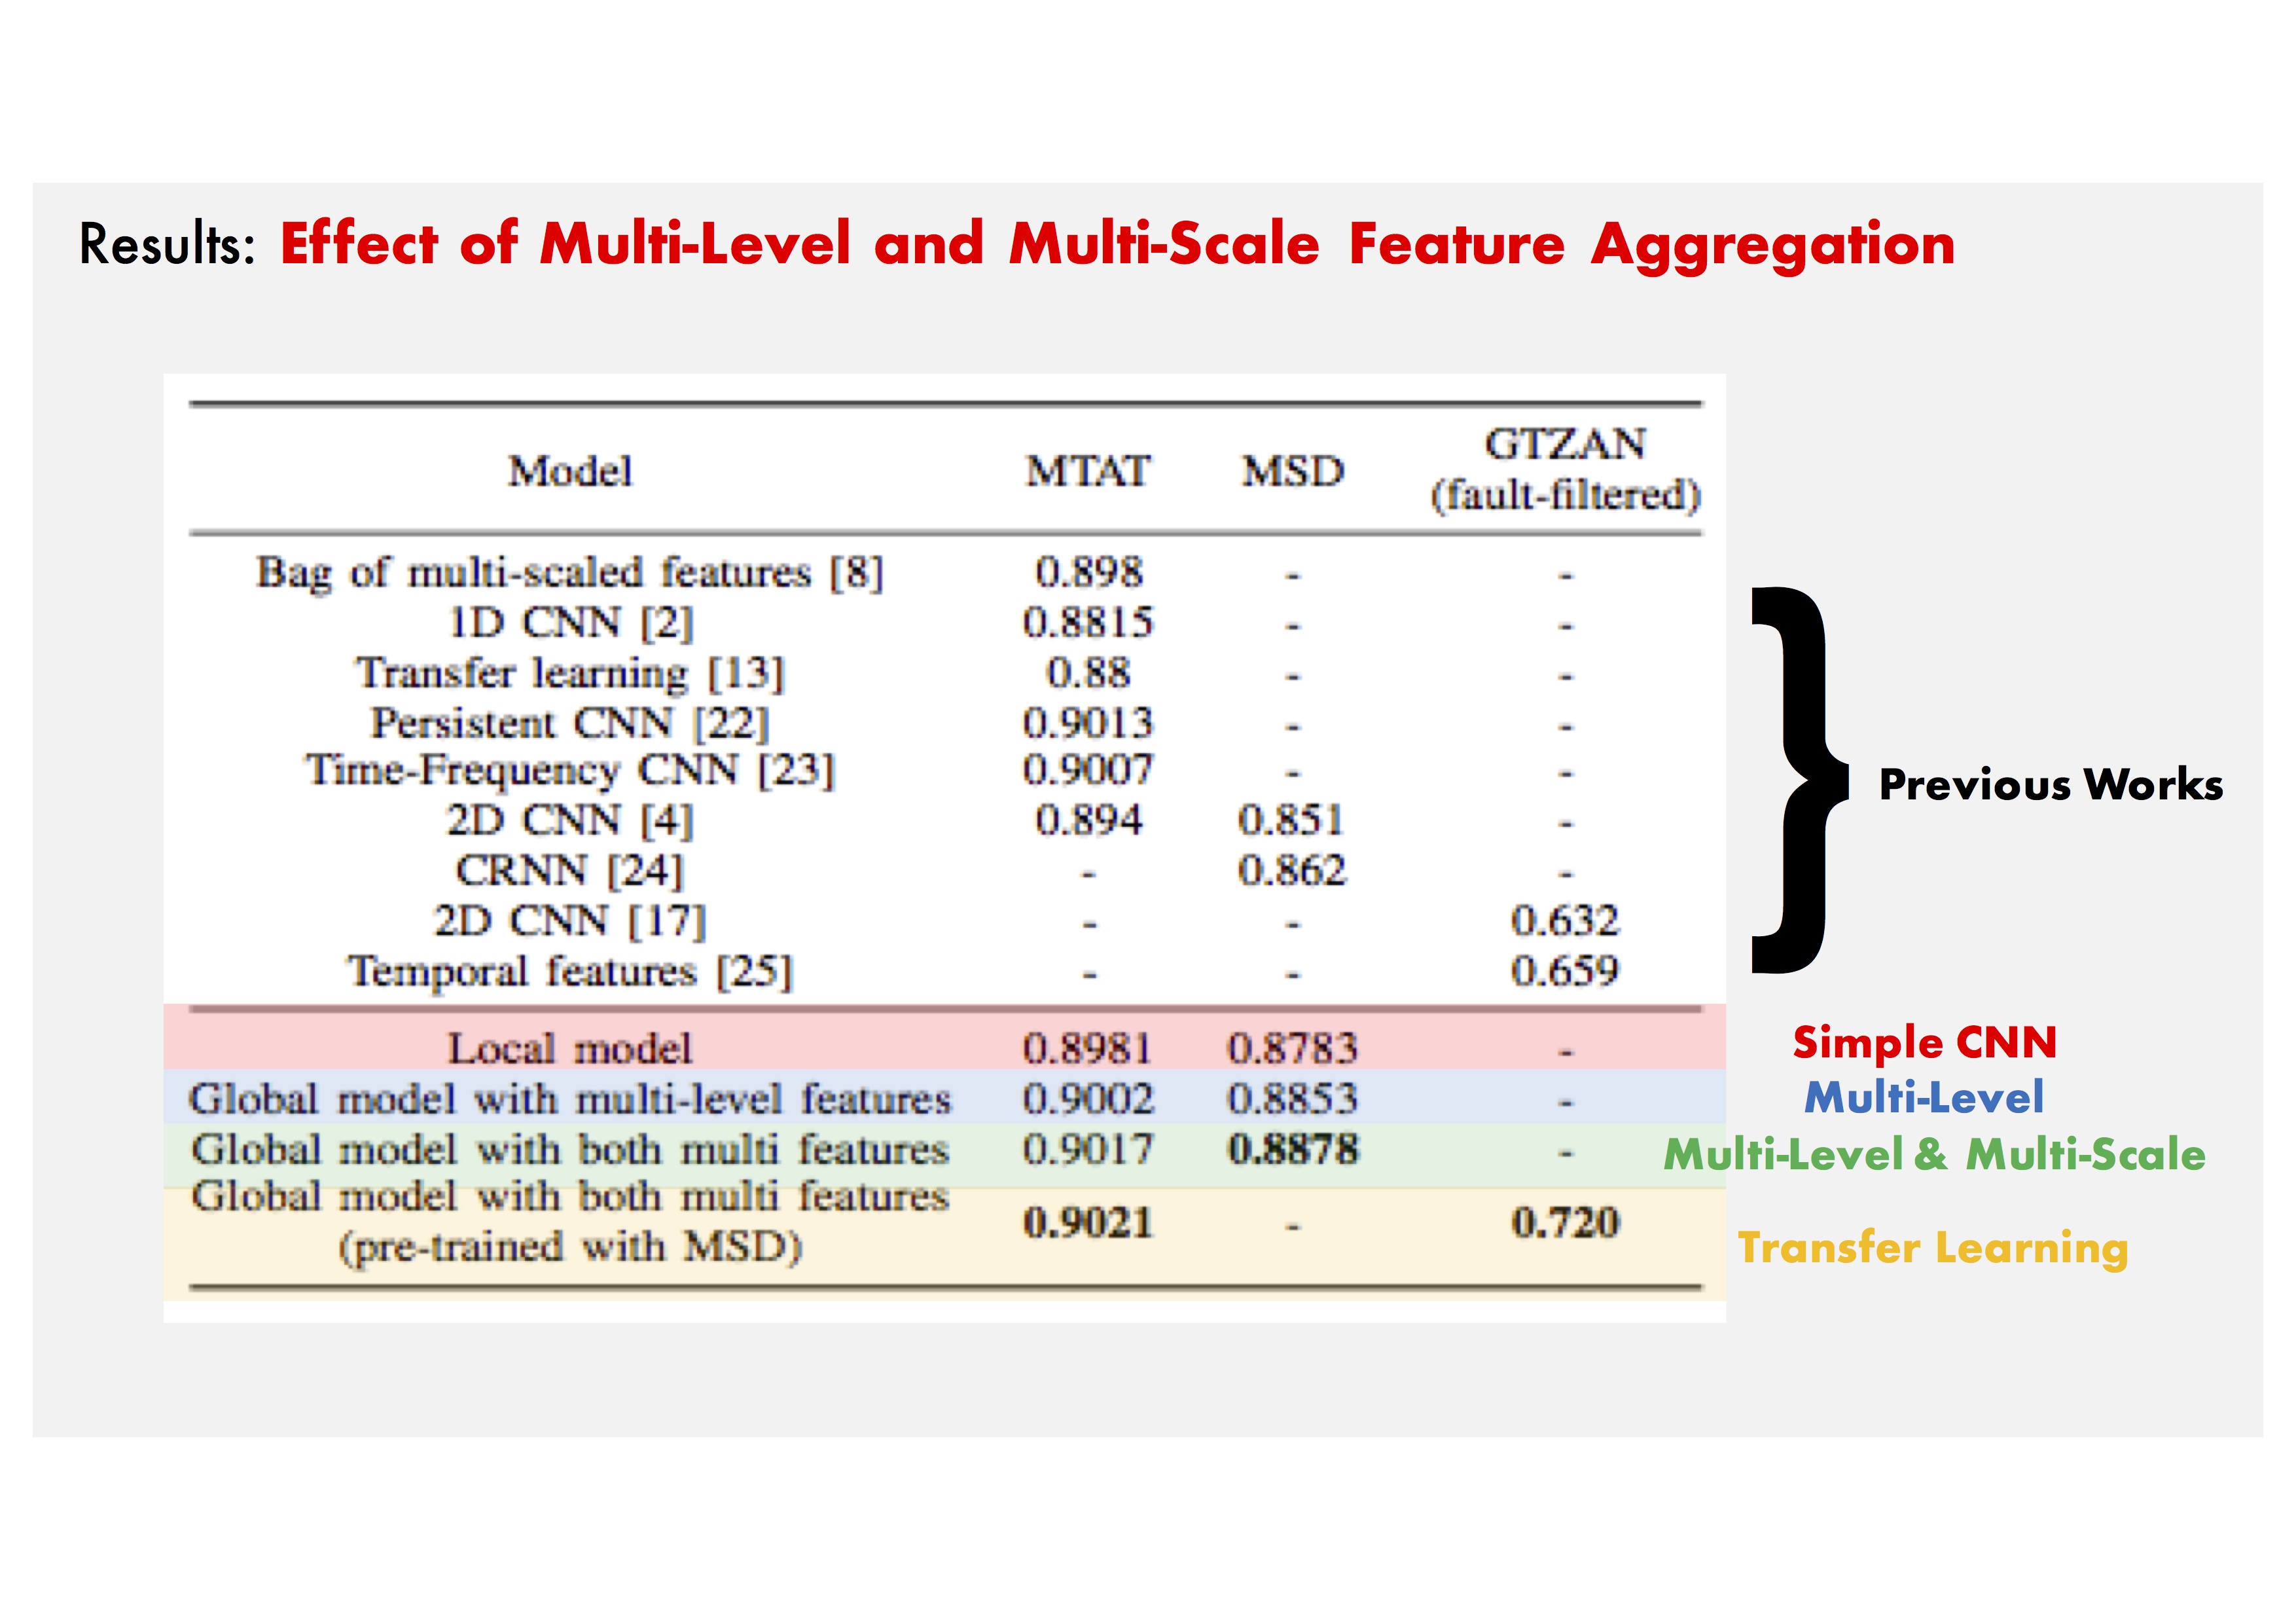 Results: Effect of Multi-Level and Multi-Scale Feature Aggregation
Model MTAT MSD GTZAN (fault-filtered)
Bag of multi-scaled features [8] 0.898 - -
1D CNN [2] 0.8815 - -
Transfer learning [13] 0.88 - -
Persistent CNN [22] 0.9013 - -
Time-Frequency CNN [23] 0.9007 - -
2D CNN [4] 0.894 0.851 -
CRNN [24] - 0.862 -
2D CNN [17] - - 0.632
Temporal features [25] - - 0.659
} Previous Works
Local model 0.8981 0.8783 - Simple CNN
Global model with multi-level features 0.9002 0.8853 - Multi-Level
Global model with both multi features 0.9017 0.8878 - Multi-Level & Multi-Scale
Global model with both multi features
(pre-trained with MSD) 0.9021 - 0.720 Transfer Learning